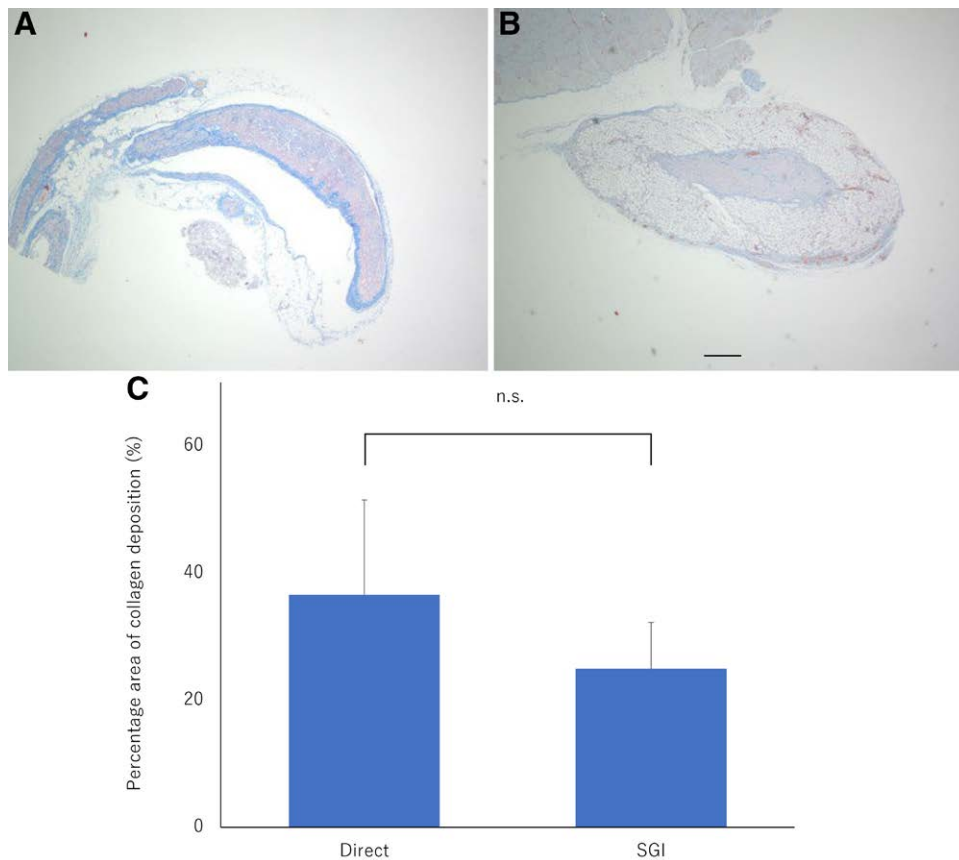 A
B
C
n.s.
Percentage area of collagen deposition (%)
60
40
20
0
Direct
SGI